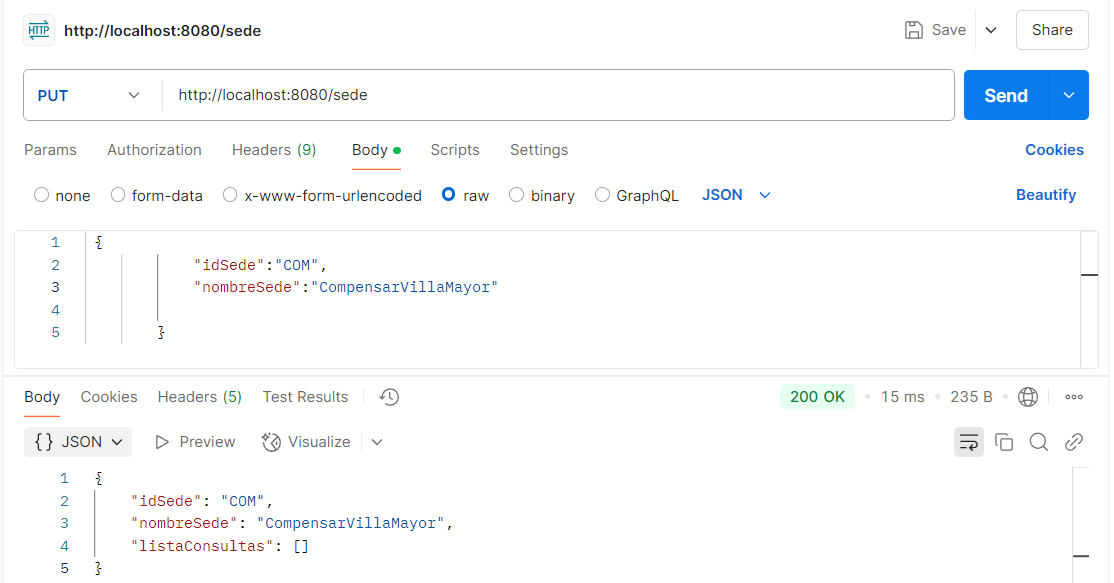 HTTP http://localhost:8080/sede Save Share
PUT http://localhost:8080/sede Send
Params Authorization Headers (9) Body Scripts Settings Cookies
none form-data x-www-form-urlencoded raw binary GraphQL JSON Beautify
1 {
2 "idSede":"COM",
3 "nombreSede":"CompensarVillaMayor"
4
5 }
Body Cookies Headers (5) Test Results 200 OK 15 ms 235 B
{} JSON Preview Visualize
1 {
2 "idSede": "COM",
3 "nombreSede": "CompensarVillaMayor",
4 "listaConsultas": []
5 }